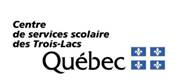 Centre
de services scolaire
des Trois-Lacs
Québec